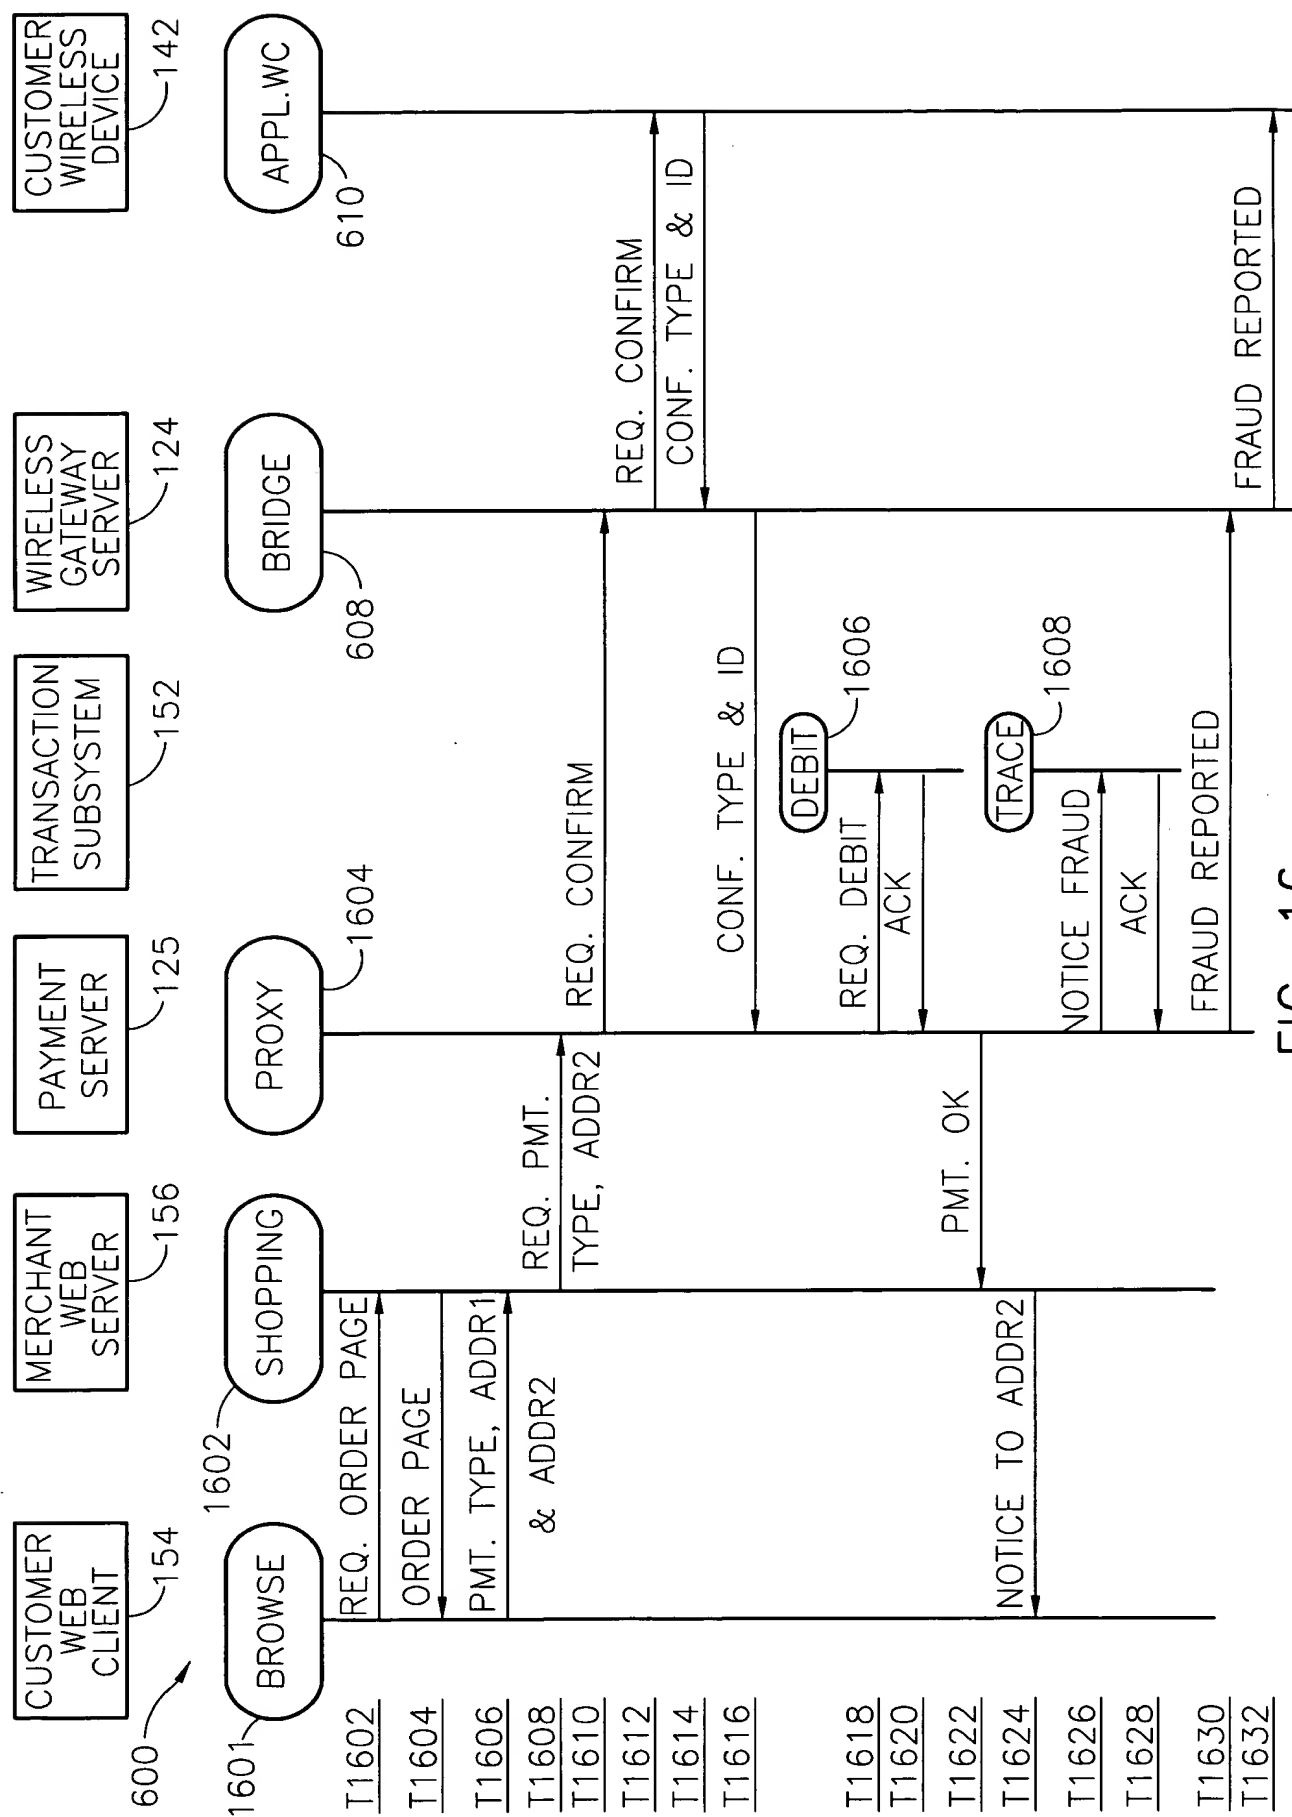 600
CUSTOMER
WEB
CLIENT
154
MERCHANT
WEB
SERVER
156
PAYMENT
SERVER
125
TRANSACTION
SUBSYSTEM
152
WIRELESS
GATEWAY
SERVER
124
CUSTOMER
WIRELESS
DEVICE
142
1601
BROWSE
1602
SHOPPING
PROXY
1604
BRIDGE
608
APPL.WC
610
T1602
REQ. ORDER PAGE
T1604
ORDER PAGE
T1606
PMT. TYPE, ADDR1
& ADDR2
T1608
REQ. PMT.
TYPE, ADDR2
T1610
REQ. CONFIRM
T1612
REQ. CONFIRM
T1614
CONF. TYPE & ID
T1616
CONF. TYPE & ID
DEBIT
1606
T1618
REQ. DEBIT
T1620
ACK
T1622
PMT. OK
T1624
NOTICE TO ADDR2
TRACE
1608
T1626
NOTICE FRAUD
T1628
ACK
T1630
FRAUD REPORTED
T1632
FRAUD REPORTED